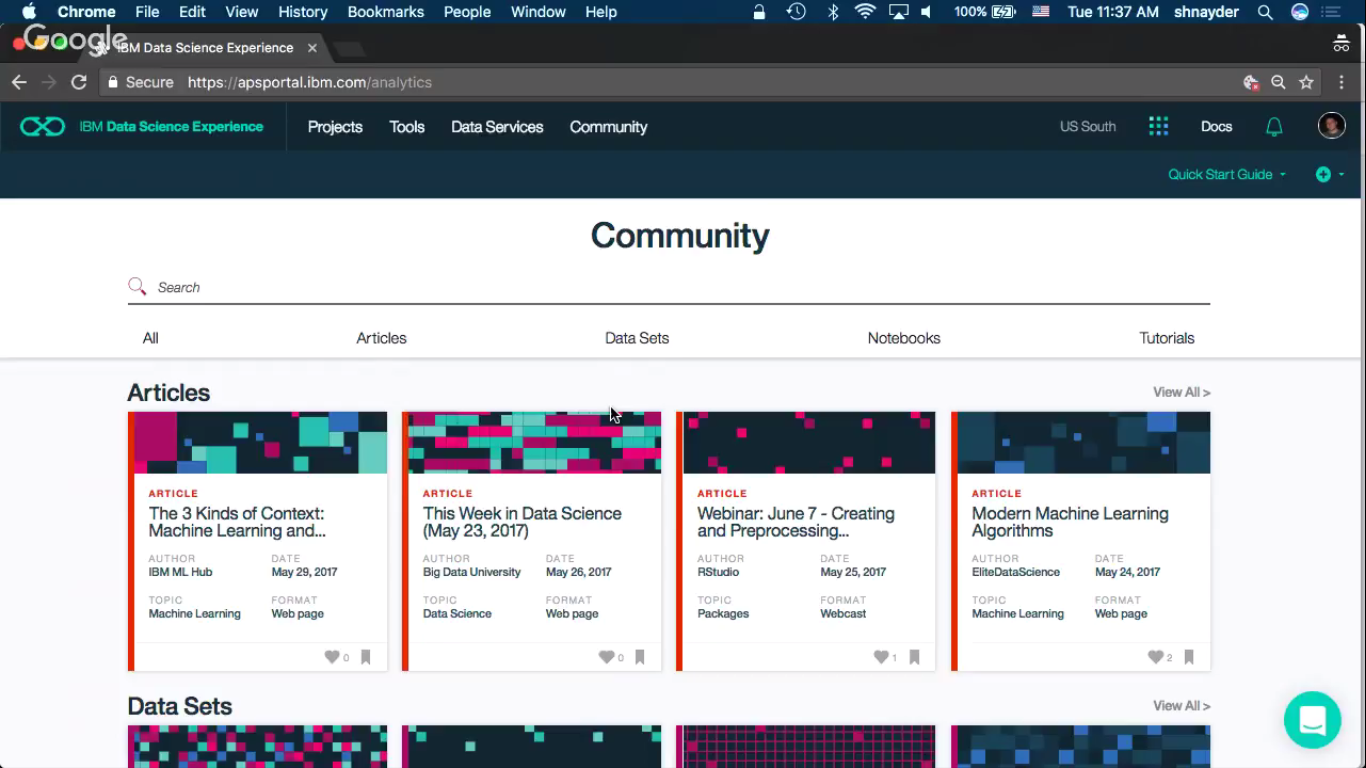 Chrome File Edit View History Bookmarks People Window Help 100% Tue 11:37 AM shnayder
Google
IBM Data Science Experience
Secure https://apsportal.ibm.com/analytics
IBM Data Science Experience Projects Tools Data Services Community US South Docs
Quick Start Guide
Community
Search
All Articles Data Sets Notebooks Tutorials
Articles View All >
ARTICLE
The 3 Kinds of Context:
Machine Learning and...
AUTHOR DATE
IBM ML Hub May 29, 2017
TOPIC FORMAT
Machine Learning Web page
0
ARTICLE
This Week in Data Science
(May 23, 2017)
AUTHOR DATE
Big Data University May 26, 2017
TOPIC FORMAT
Data Science Web page
0
ARTICLE
Webinar: June 7 - Creating
and Preprocessing...
AUTHOR DATE
RStudio May 25, 2017
TOPIC FORMAT
Packages Webcast
1
ARTICLE
Modern Machine Learning
Algorithms
AUTHOR DATE
EliteDataScience May 24, 2017
TOPIC FORMAT
Machine Learning Web page
2
Data Sets View All >